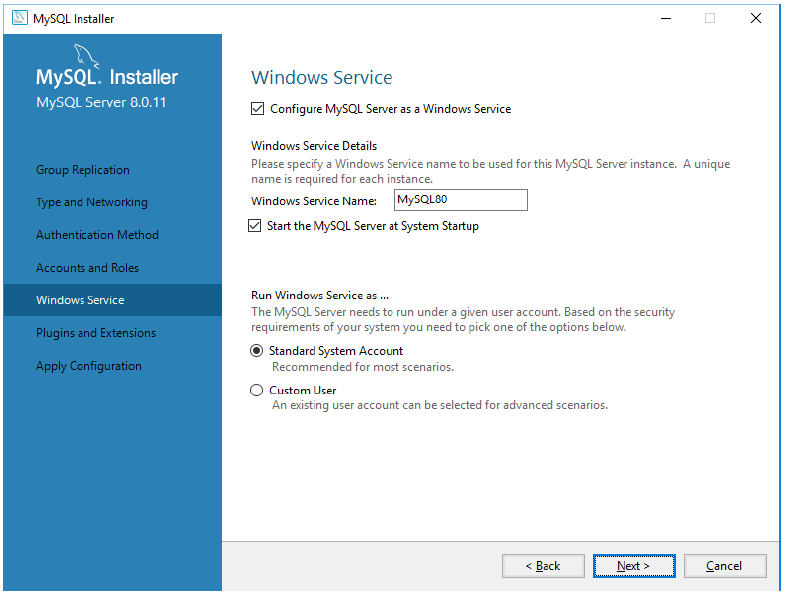 MySQL Installer
MySQL. Installer
MySQL Server 8.0.11
Group Replication
Type and Networking
Authentication Method
Accounts and Roles
Windows Service
Plugins and Extensions
Apply Configuration
Windows Service
Configure MySQL Server as a Windows Service
Windows Service Details
Please specify a Windows Service name to be used for this MySQL Server instance. A unique
name is required for each instance.
Windows Service Name: MySQL80
Start the MySQL Server at System Startup
Run Windows Service as ...
The MySQL Server needs to run under a given user account. Based on the security
requirements of your system you need to pick one of the options below.
Standard System Account
Recommended for most scenarios.
Custom User
An existing user account can be selected for advanced scenarios.
< Back Next > Cancel